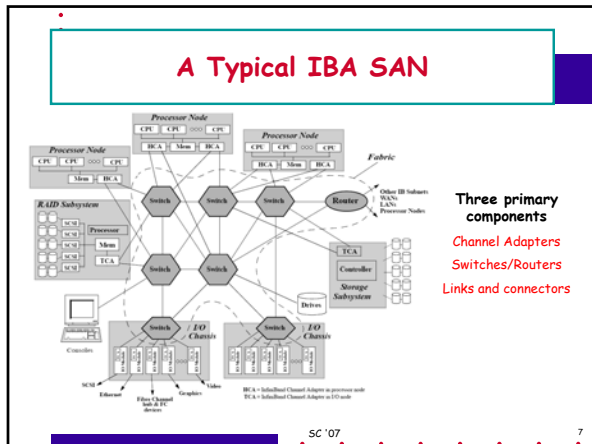 A Typical IBA SAN
Processor Node
CPU CPU ooo CPU
HCA Mem HCA
Processor Node
CPU CPU ooo CPU
Mem HCA
Processor Node
CPU CPU ooo CPU
HCA Mem HCA
Fabric
Switch
Switch
Switch
Router
Other IB Subnets
WANs
LANs
Processor Nodes
RAID Subsystem
SCSI
SCSI
SCSI
SCSI
SCSI
Processor
Mem
TCA
Switch
Switch
TCA
Controller
Storage
Subsystem
Consoles
Drives
Switch
I/O
Chassis
Switch
I/O
Chassis
SCSI
Ethernet
Fibre Channel
hub & FC
devices
Graphics
Video
HCA = InfiniBand Channel Adapter in processor node
TCA = InfiniBand Channel Adapter in I/O node
Three primary
components
Channel Adapters
Switches/Routers
Links and connectors
SC '07
7